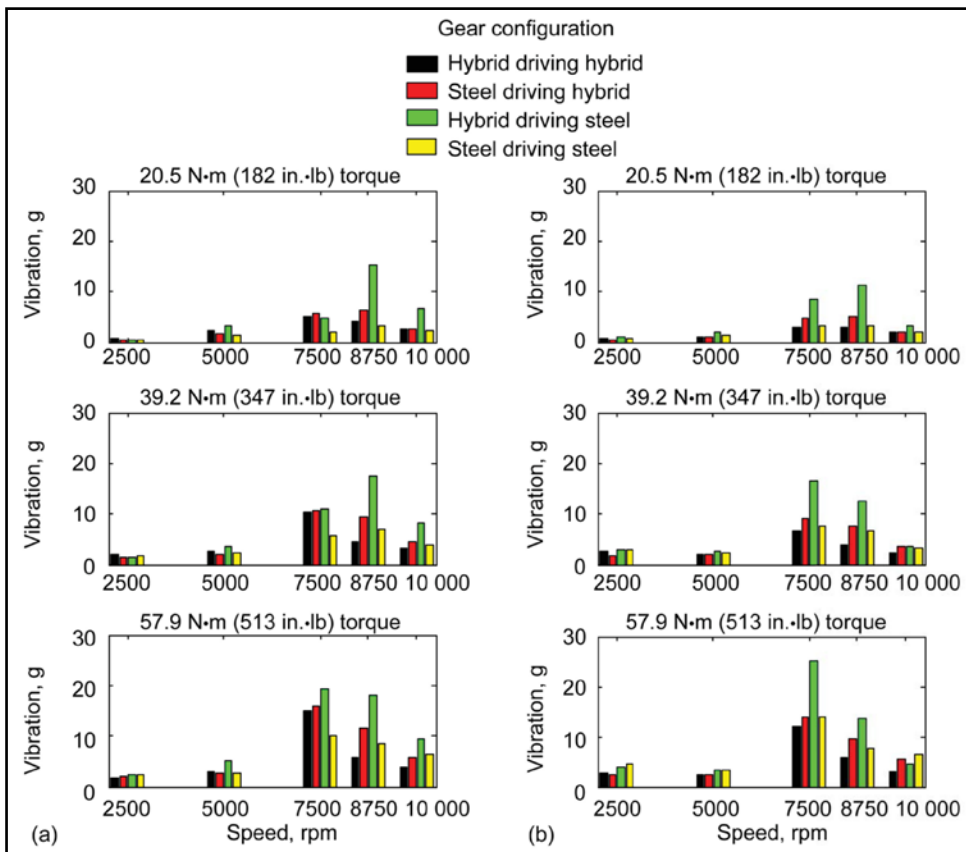 Gear configuration
Hybrid driving hybrid
Steel driving hybrid
Hybrid driving steel
Steel driving steel
20.5 N•m (182 in.•lb) torque
30
20
10
0
Vibration, g
2500 5000 7500 8750 10 000
39.2 N•m (347 in.•lb) torque
30
20
10
0
Vibration, g
2500 5000 7500 8750 10 000
57.9 N•m (513 in.•lb) torque
30
20
10
0
Vibration, g
2500 5000 7500 8750 10 000
(a) Speed, rpm
20.5 N•m (182 in.•lb) torque
30
20
10
0
Vibration, g
2500 5000 7500 8750 10 000
39.2 N•m (347 in.•lb) torque
30
20
10
0
Vibration, g
2500 5000 7500 8750 10 000
57.9 N•m (513 in.•lb) torque
30
20
10
0
Vibration, g
2500 5000 7500 8750 10 000
(b) Speed, rpm